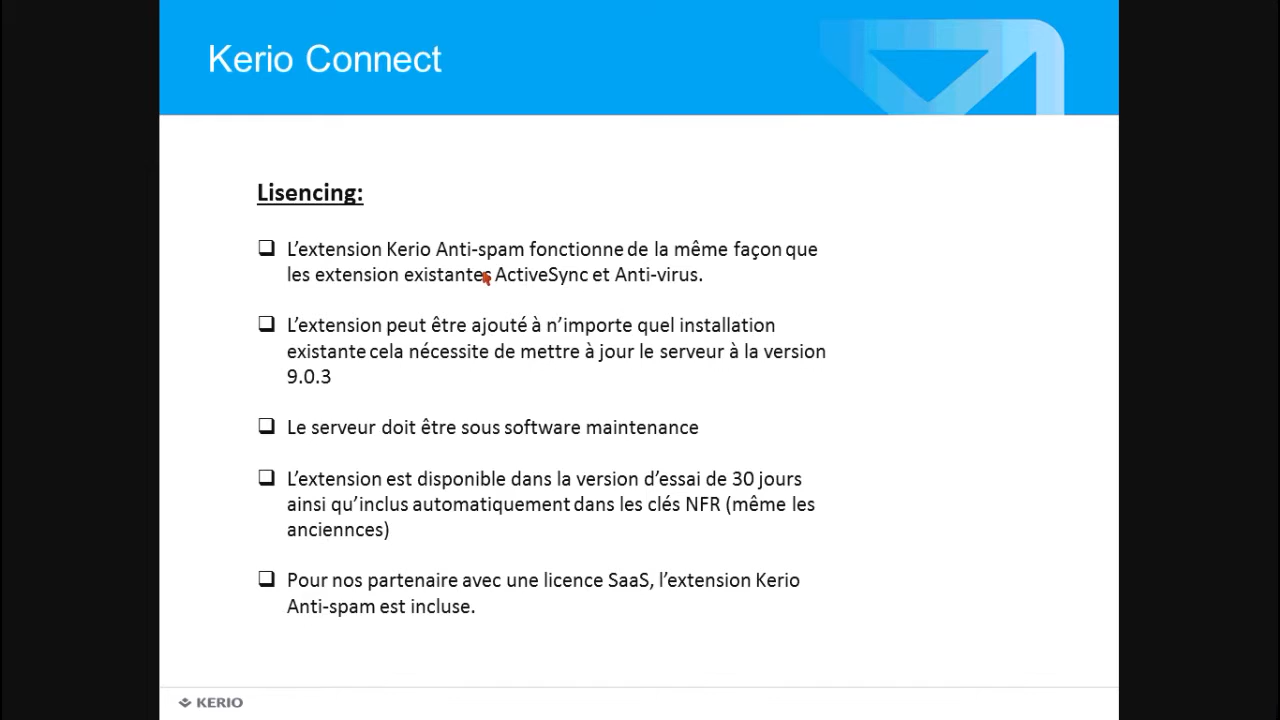 Kerio Connect
Lisencing:
❑ L’extension Kerio Anti-spam fonctionne de la même façon que
les extension existantes ActiveSync et Anti-virus.
❑ L’extension peut être ajouté à n’importe quel installation
existante cela nécessite de mettre à jour le serveur à la version
9.0.3
❑ Le serveur doit être sous software maintenance
❑ L’extension est disponible dans la version d’essai de 30 jours
ainsi qu’inclus automatiquement dans les clés NFR (même les
anciennces)
❑ Pour nos partenaire avec une licence SaaS, l’extension Kerio
Anti-spam est incluse.
KERIO